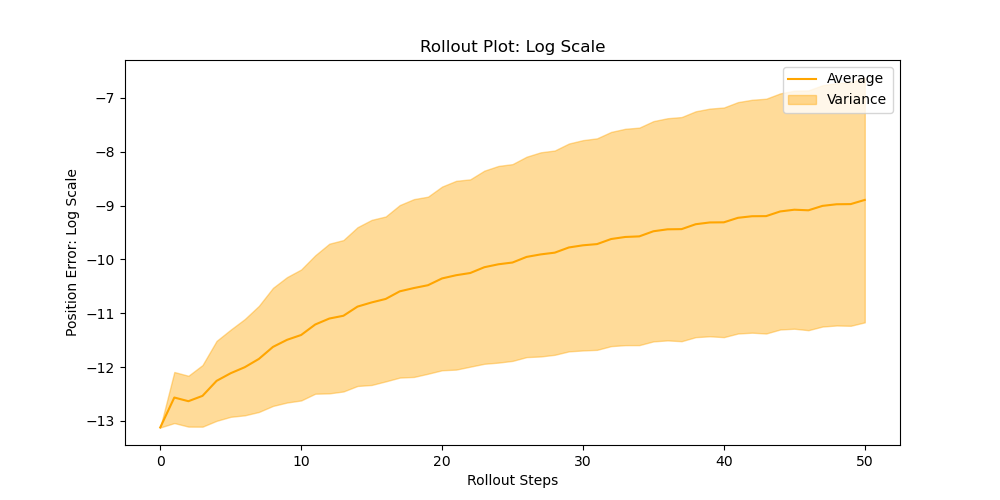 Rollout Plot: Log Scale
Average
Variance
Position Error: Log Scale
−7
−8
−9
−10
−11
−12
−13
0 10 20 30 40 50
Rollout Steps